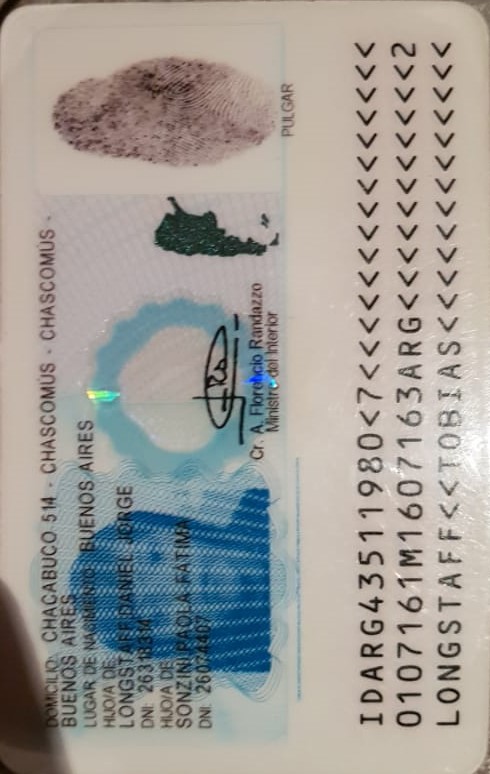 DOMICILIO: CHACABUCO 514 - CHASCOMÚS - CHASCOMÚS -
BUENOS AIRES
LUGAR DE NACIMIENTO: BUENOS AIRES
HIJO/A DE:
LONGSTAFF DANIEL JORGE
DNI: 26318314
HIJO/A DE:
SONZINI PAOLA FATIMA
DNI: 26074407
Cr. A. Florencio Randazzo
Ministro del Interior
PULGAR
IDARG43511980<7<<<<<<<<<<<<<<<
0107161M1607163ARG<<<<<<<<<<<2
LONGSTAFF<<TOBIAS<<<<<<<<<<<<<